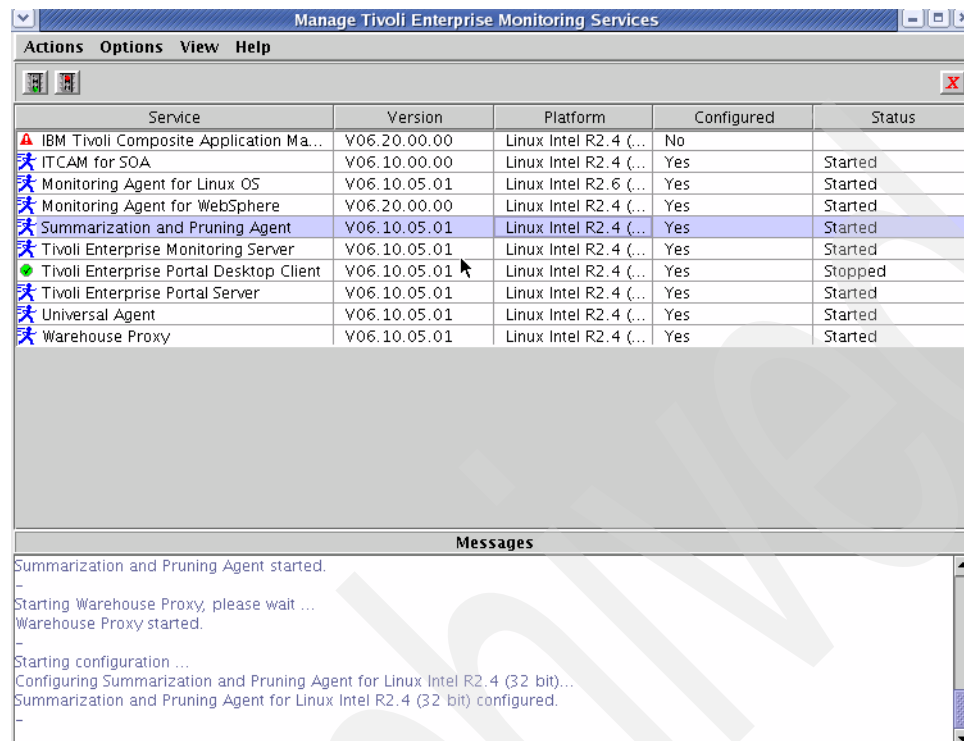 Manage Tivoli Enterprise Monitoring Services
Actions Options View Help
X
Service Version Platform Configured Status
IBM Tivoli Composite Application Ma... V06.20.00.00 Linux Intel R2.4 (... No
ITCAM for SOA V06.10.00.00 Linux Intel R2.4 (... Yes Started
Monitoring Agent for Linux OS V06.10.05.01 Linux Intel R2.6 (... Yes Started
Monitoring Agent for WebSphere V06.20.00.00 Linux Intel R2.4 (... Yes Started
Summarization and Pruning Agent V06.10.05.01 Linux Intel R2.4 (... Yes Started
Tivoli Enterprise Monitoring Server V06.10.05.01 Linux Intel R2.4 (... Yes Started
Tivoli Enterprise Portal Desktop Client V06.10.05.01 Linux Intel R2.4 (... Yes Stopped
Tivoli Enterprise Portal Server V06.10.05.01 Linux Intel R2.4 (... Yes Started
Universal Agent V06.10.05.01 Linux Intel R2.4 (... Yes Started
Warehouse Proxy V06.10.05.01 Linux Intel R2.4 (... Yes Started
Messages
Summarization and Pruning Agent started.
–
Starting Warehouse Proxy, please wait ...
Warehouse Proxy started.
–
Starting configuration ...
Configuring Summarization and Pruning Agent for Linux Intel R2.4 (32 bit)...
Summarization and Pruning Agent for Linux Intel R2.4 (32 bit) configured.
–